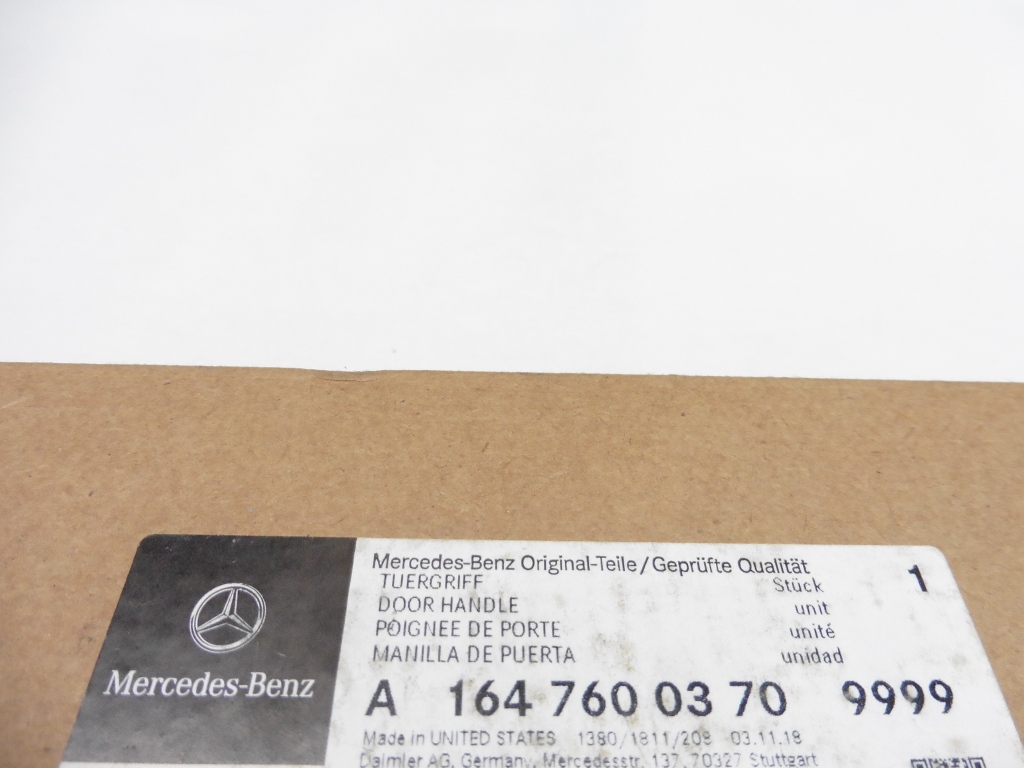 Mercedes-Benz
Mercedes-Benz Original-Teile/Geprüfte Qualität
TUERGRIFF Stück 1
DOOR HANDLE unit
POIGNEE DE PORTE unité
MANILLA DE PUERTA unidad
A 164 760 03 70 9999
Made in UNITED STATES 1380/1811/208 03.11.18
Daimler AG, Germany, Mercedesstr. 137, 70327 Stuttgart